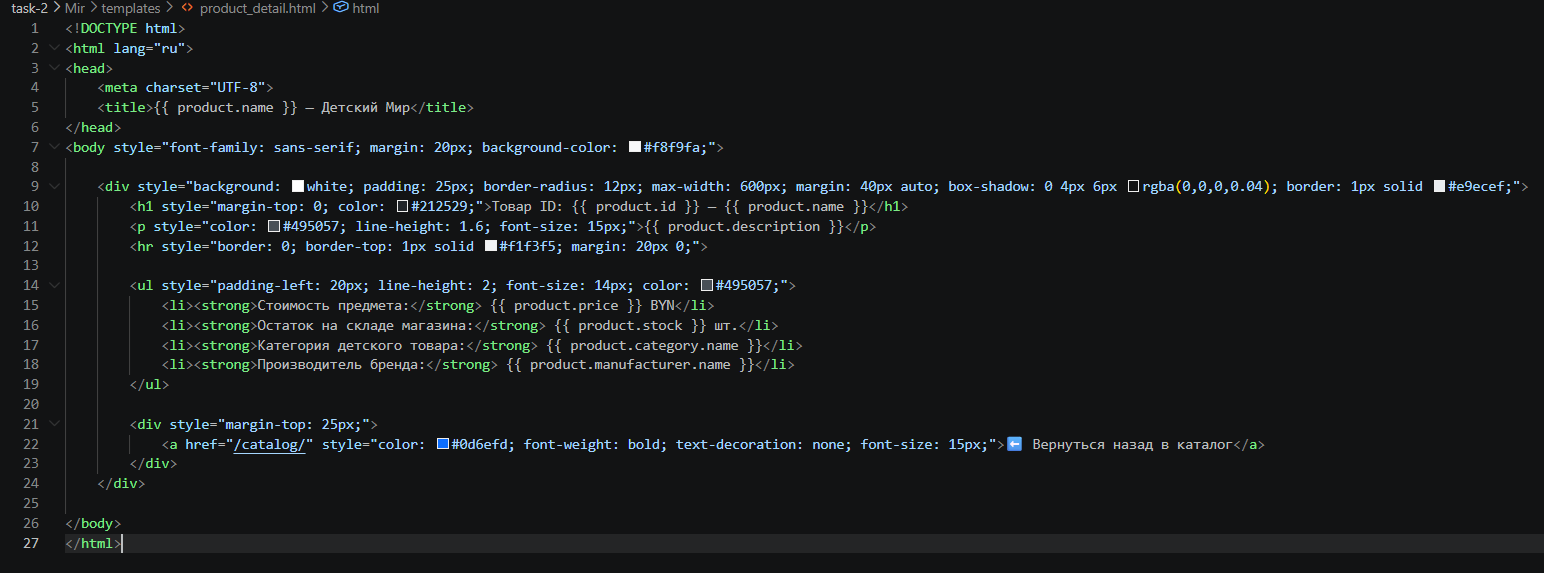 task-2 > Mir > templates > <> product_detail.html > html
1 <!DOCTYPE html>
2 <html lang="ru">
3 <head>
4     <meta charset="UTF-8">
5     <title>{{ product.name }} — Детский Мир</title>
6 </head>
7 <body style="font-family: sans-serif; margin: 20px; background-color: #f8f9fa;">
8
9     <div style="background: white; padding: 25px; border-radius: 12px; max-width: 600px; margin: 40px auto; box-shadow: 0 4px 6px rgba(0,0,0,0.04); border: 1px solid #e9ecef;">
10         <h1 style="margin-top: 0; color: #212529;">Товар ID: {{ product.id }} — {{ product.name }}</h1>
11         <p style="color: #495057; line-height: 1.6; font-size: 15px;">{{ product.description }}</p>
12         <hr style="border: 0; border-top: 1px solid #f1f3f5; margin: 20px 0;">
13
14         <ul style="padding-left: 20px; line-height: 2; font-size: 14px; color: #495057;">
15             <li><strong>Стоимость предмета:</strong> {{ product.price }} BYN</li>
16             <li><strong>Остаток на складе магазина:</strong> {{ product.stock }} шт.</li>
17             <li><strong>Категория детского товара:</strong> {{ product.category.name }}</li>
18             <li><strong>Производитель бренда:</strong> {{ product.manufacturer.name }}</li>
19         </ul>
20
21         <div style="margin-top: 25px;">
22             <a href="/catalog/" style="color: #0d6efd; font-weight: bold; text-decoration: none; font-size: 15px;">⬅️ Вернуться назад в каталог</a>
23         </div>
24     </div>
25
26 </body>
27 </html>